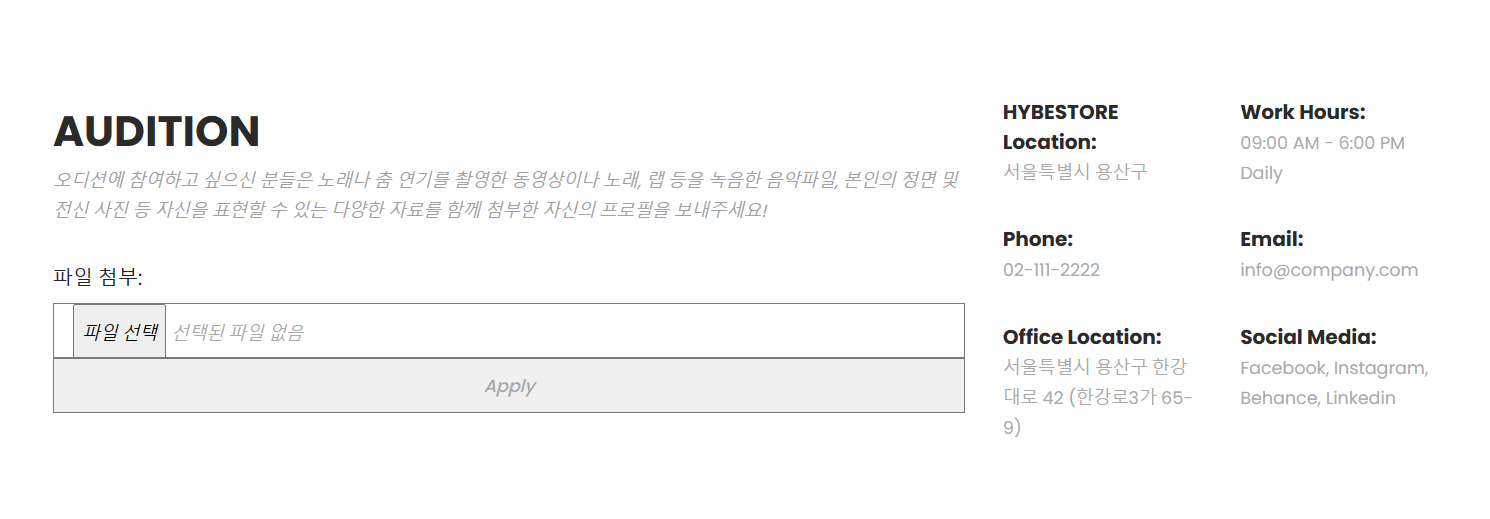 AUDITION
오디션에 참여하고 싶으신 분들은 노래나 춤 연기를 촬영한 동영상이나 노래, 랩 등을 녹음한 음악파일, 본인의 정면 및
전신 사진 등 자신을 표현할 수 있는 다양한 자료를 함께 첨부한 자신의 프로필을 보내주세요!
파일 첨부:
파일 선택 선택된 파일 없음
Apply
HYBESTORE
Location:
서울특별시 용산구
Work Hours:
09:00 AM - 6:00 PM
Daily
Phone:
02-111-2222
Email:
info@company.com
Office Location:
서울특별시 용산구 한강
대로 42 (한강로3가 65-
9)
Social Media:
Facebook, Instagram,
Behance, Linkedin